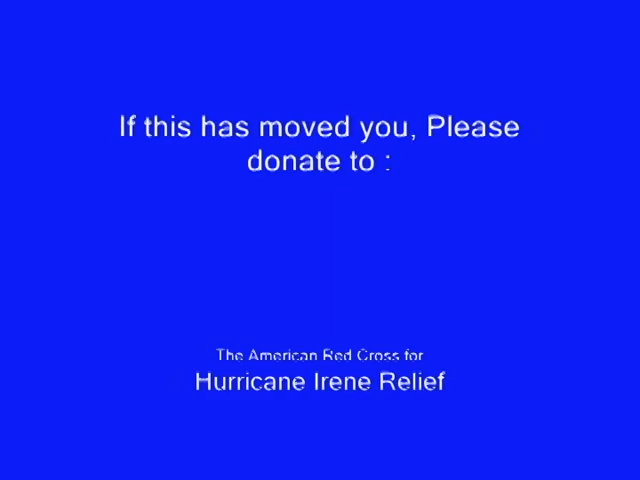 If this has moved you, Please
donate to :
The American Red Cross for
Hurricane Irene Relief